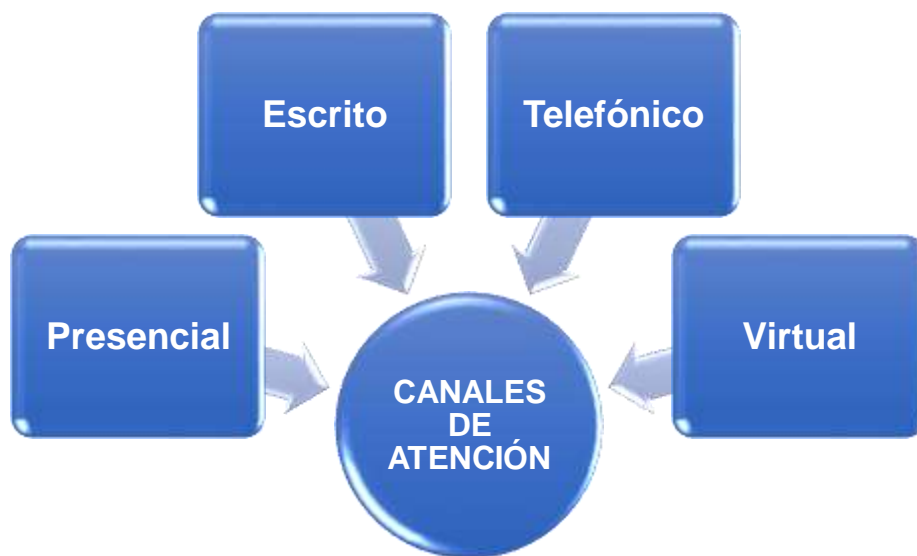 Escrito
Telefónico
Presencial
Virtual
CANALES
DE
ATENCIÓN